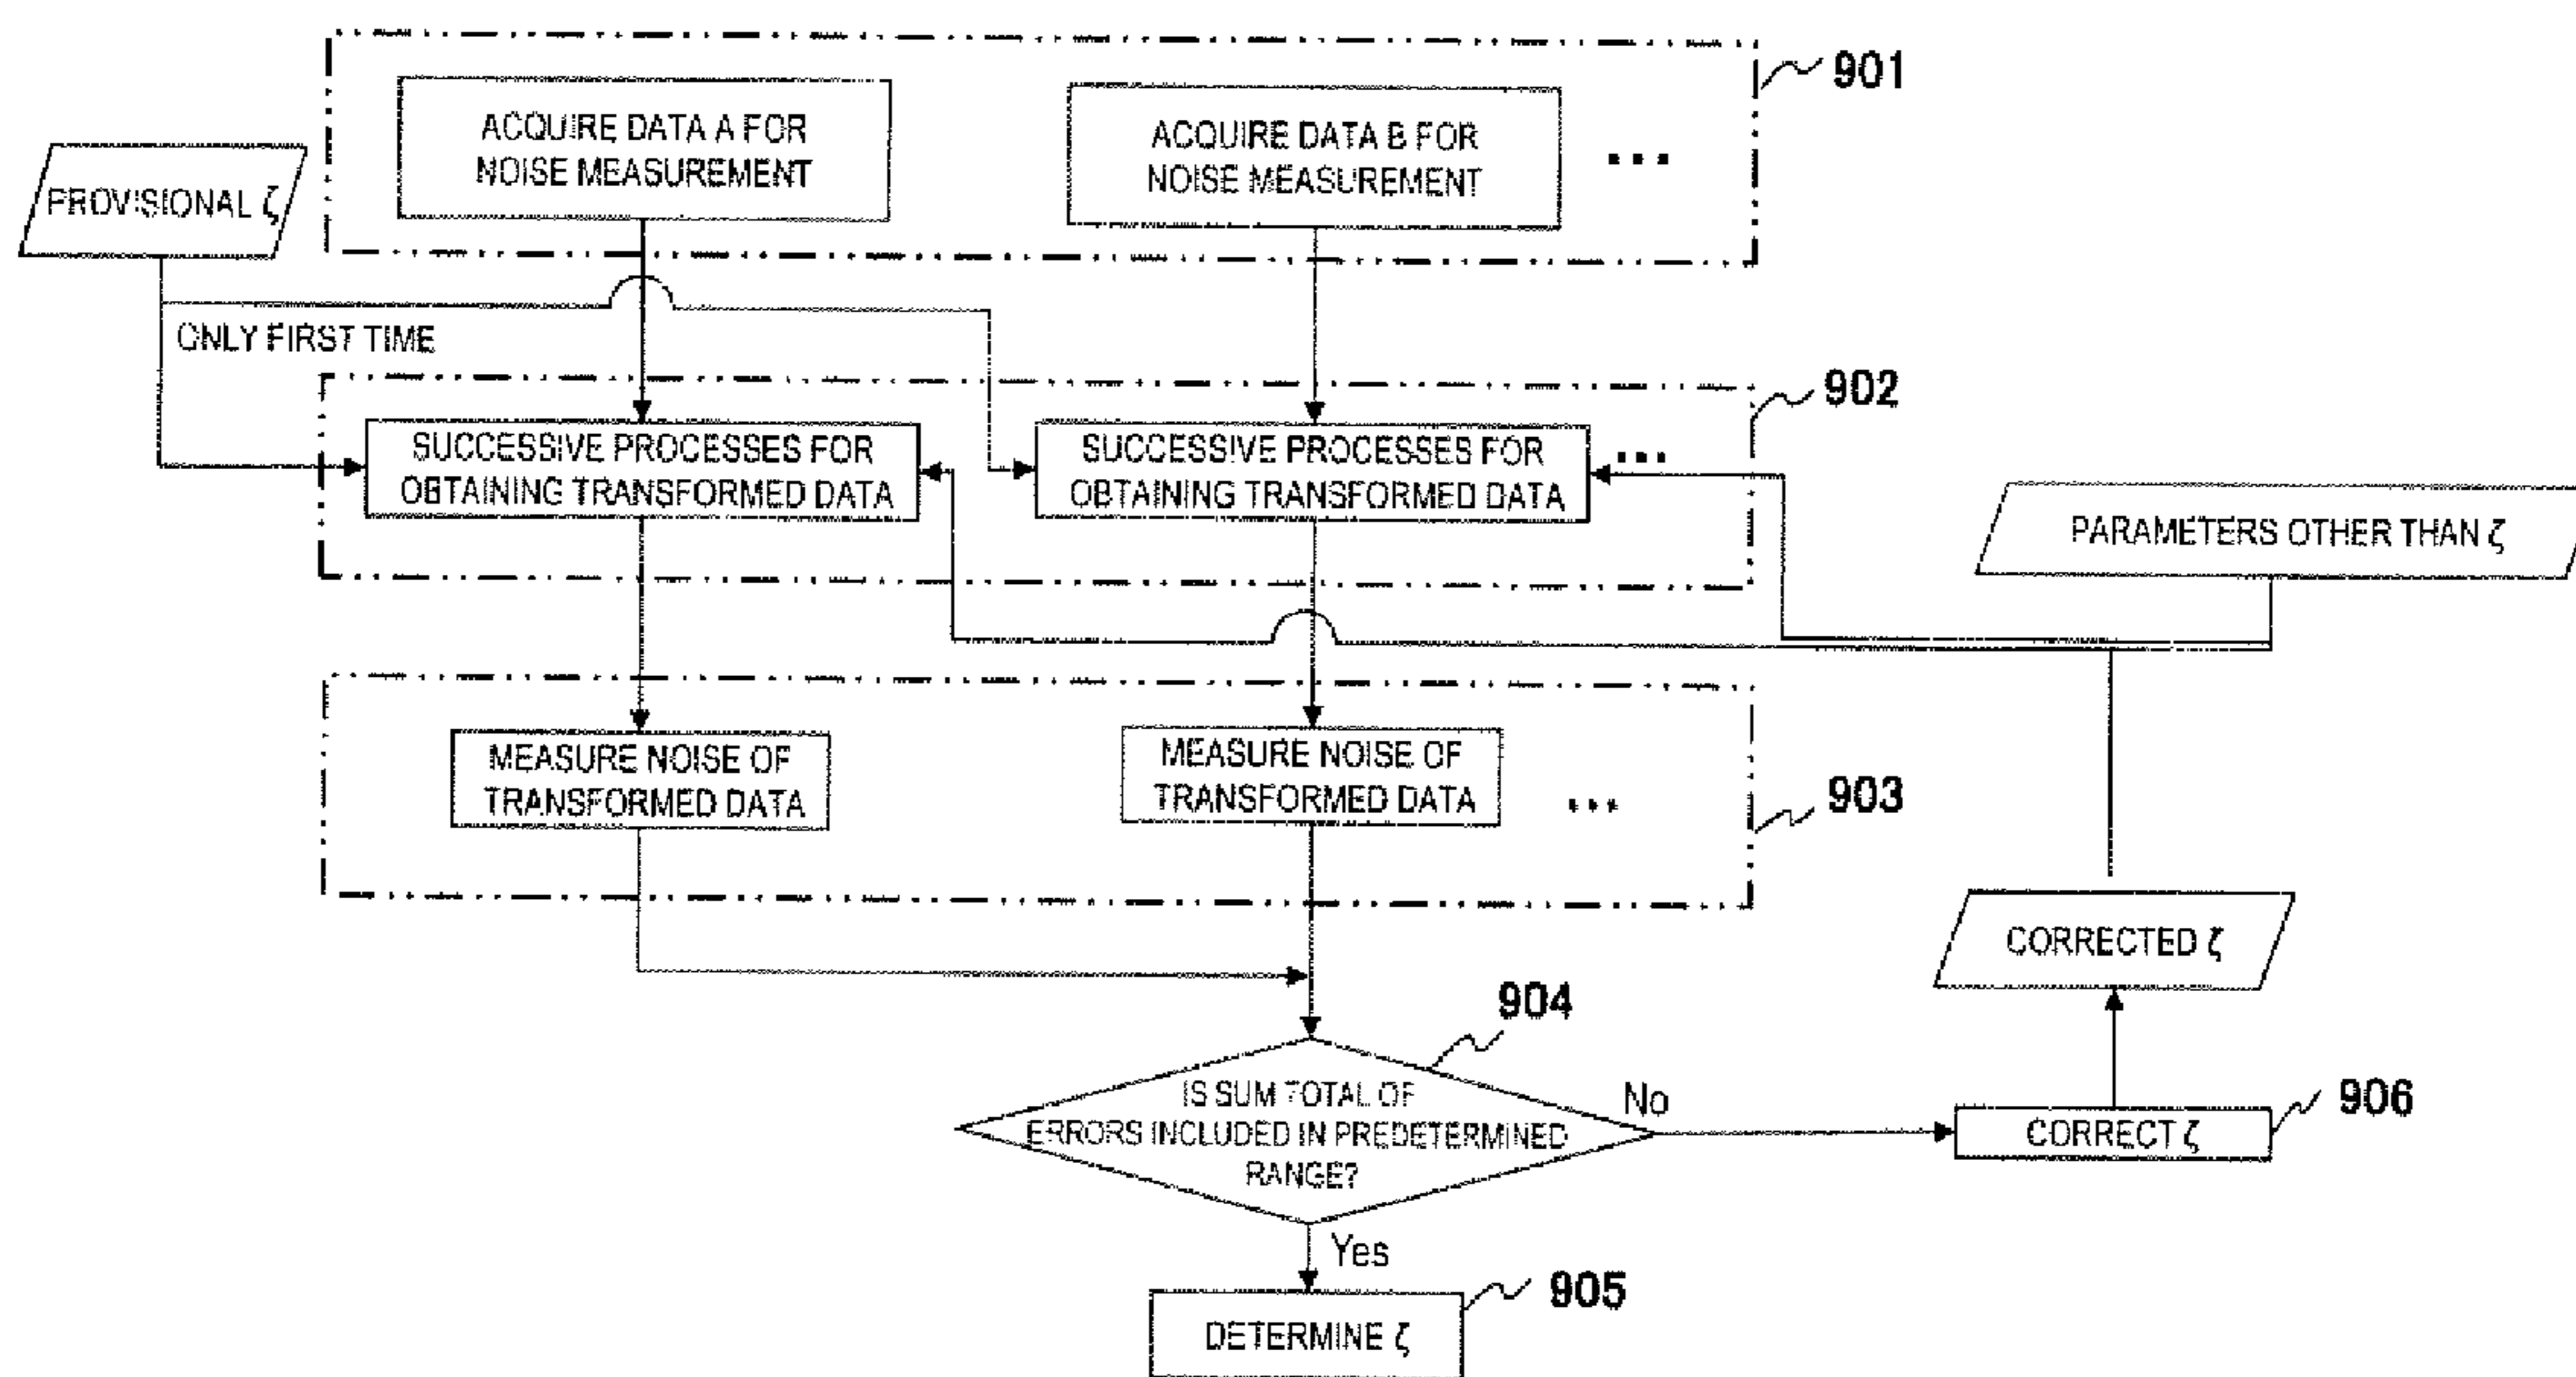 901
ACQUIRE DATA A FOR
NOISE MEASUREMENT
ACQUIRE DATA B FOR
NOISE MEASUREMENT
...
PROVISIONAL ζ
ONLY FIRST TIME
902
SUCCESSIVE PROCESSES FOR
OBTAINING TRANSFORMED DATA
SUCCESSIVE PROCESSES FOR
OBTAINING TRANSFORMED DATA
...
PARAMETERS OTHER THAN ζ
MEASURE NOISE OF
TRANSFORMED DATA
MEASURE NOISE OF
TRANSFORMED DATA
...
903
CORRECTED ζ
904
IS SUM TOTAL OF
ERRORS INCLUDED IN PREDETERMINED
RANGE?
No
CORRECT ζ
906
Yes
905
DETERMINE ζ